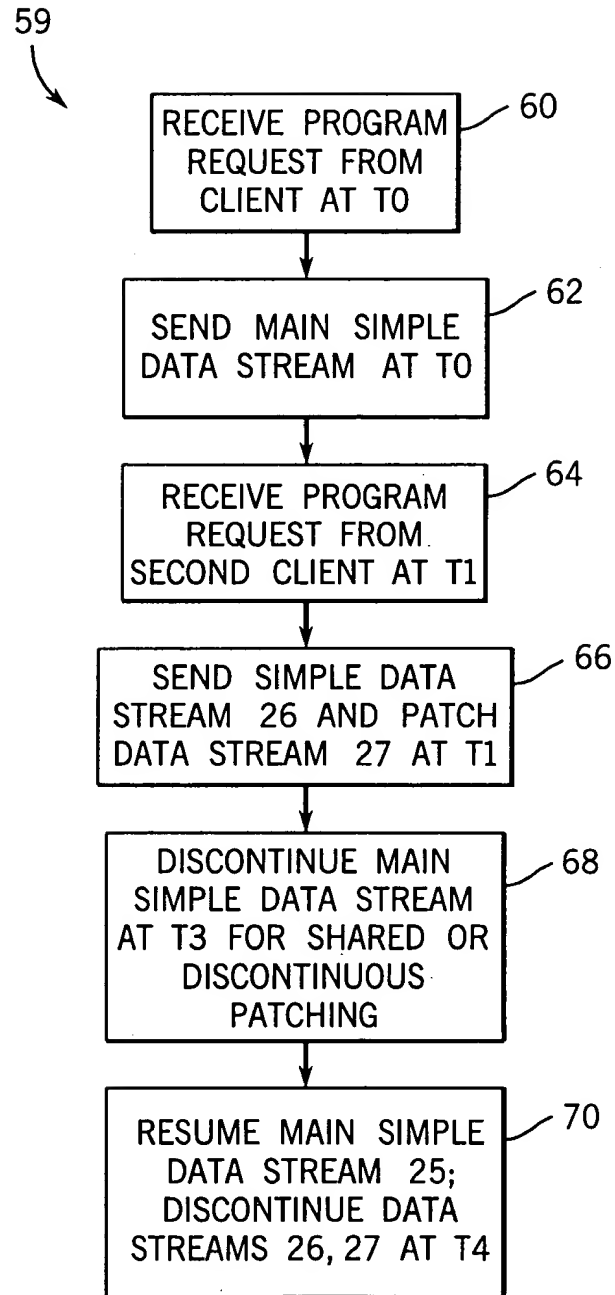 59
RECEIVE PROGRAM
REQUEST FROM
CLIENT AT T0
60
SEND MAIN SIMPLE
DATA STREAM AT T0
62
RECEIVE PROGRAM
REQUEST FROM
SECOND CLIENT AT T1
64
SEND SIMPLE DATA
STREAM 26 AND PATCH
DATA STREAM 27 AT T1
66
DISCONTINUE MAIN
SIMPLE DATA STREAM
AT T3 FOR SHARED OR
DISCONTINUOUS
PATCHING
68
RESUME MAIN SIMPLE
DATA STREAM 25;
DISCONTINUE DATA
STREAMS 26, 27 AT T4
70